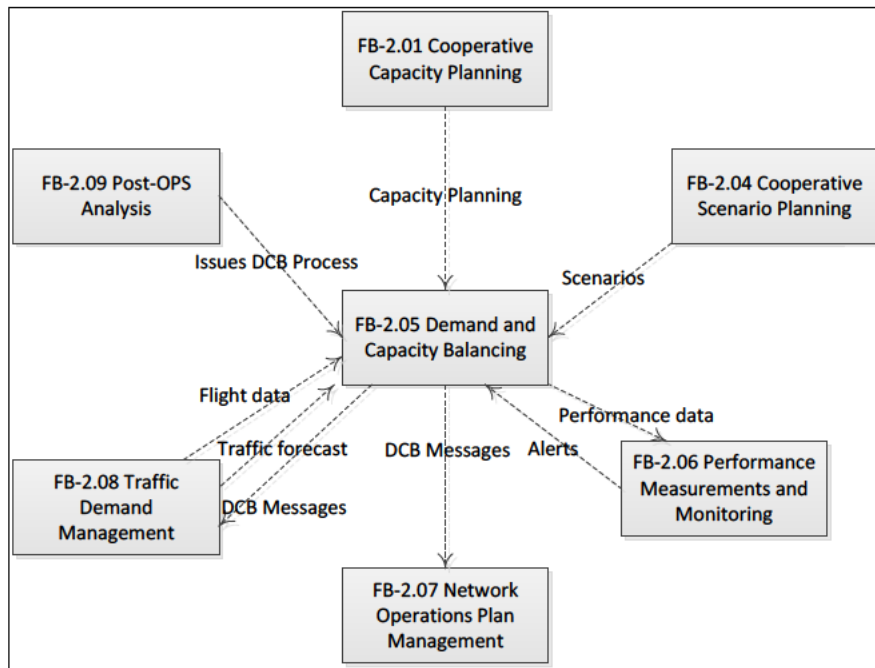 FB-2.01 Cooperative
Capacity Planning
FB-2.09 Post-OPS
Analysis
FB-2.04 Cooperative
Scenario Planning
Capacity Planning
Issues DCB Process
Scenarios
FB-2.05 Demand and
Capacity Balancing
Flight data
Performance data
Traffic forecast
DCB Messages
Alerts
FB-2.08 Traffic
Demand
Management
DCB Messages
FB-2.06 Performance
Measurements and
Monitoring
FB-2.07 Network
Operations Plan
Management